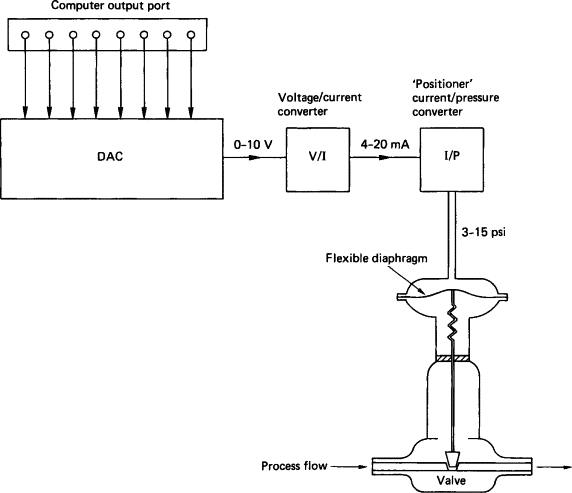 Computer output port
Voltage/current
converter
'Positioner'
current/pressure
converter
DAC
0-10 V
V/I
4-20 mA
I/P
3-15 psi
Flexible diaphragm
Process flow
Valve